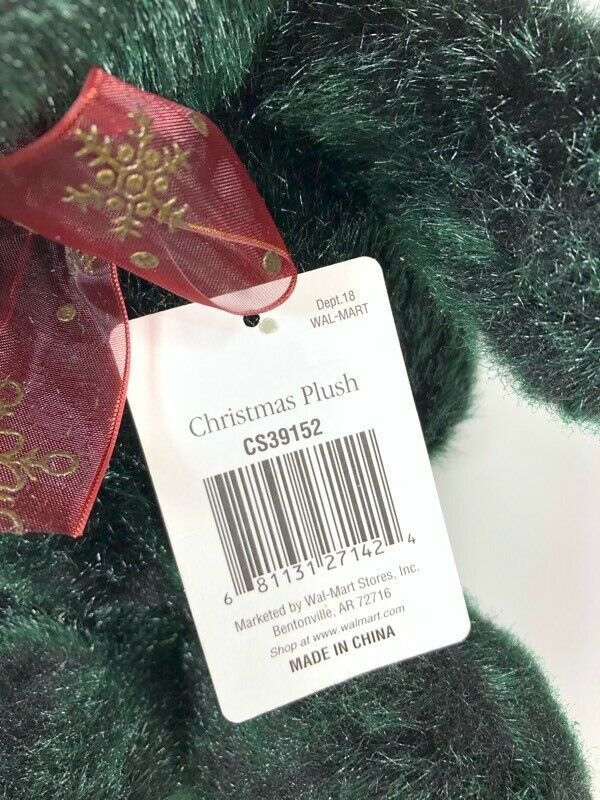 Dept.18
WAL-MART
Christmas Plush
CS39152
6 81131 27142 4
Marketed by Wal-Mart Stores, Inc.
Bentonville, AR 72716
Shop at www.walmart.com
MADE IN CHINA